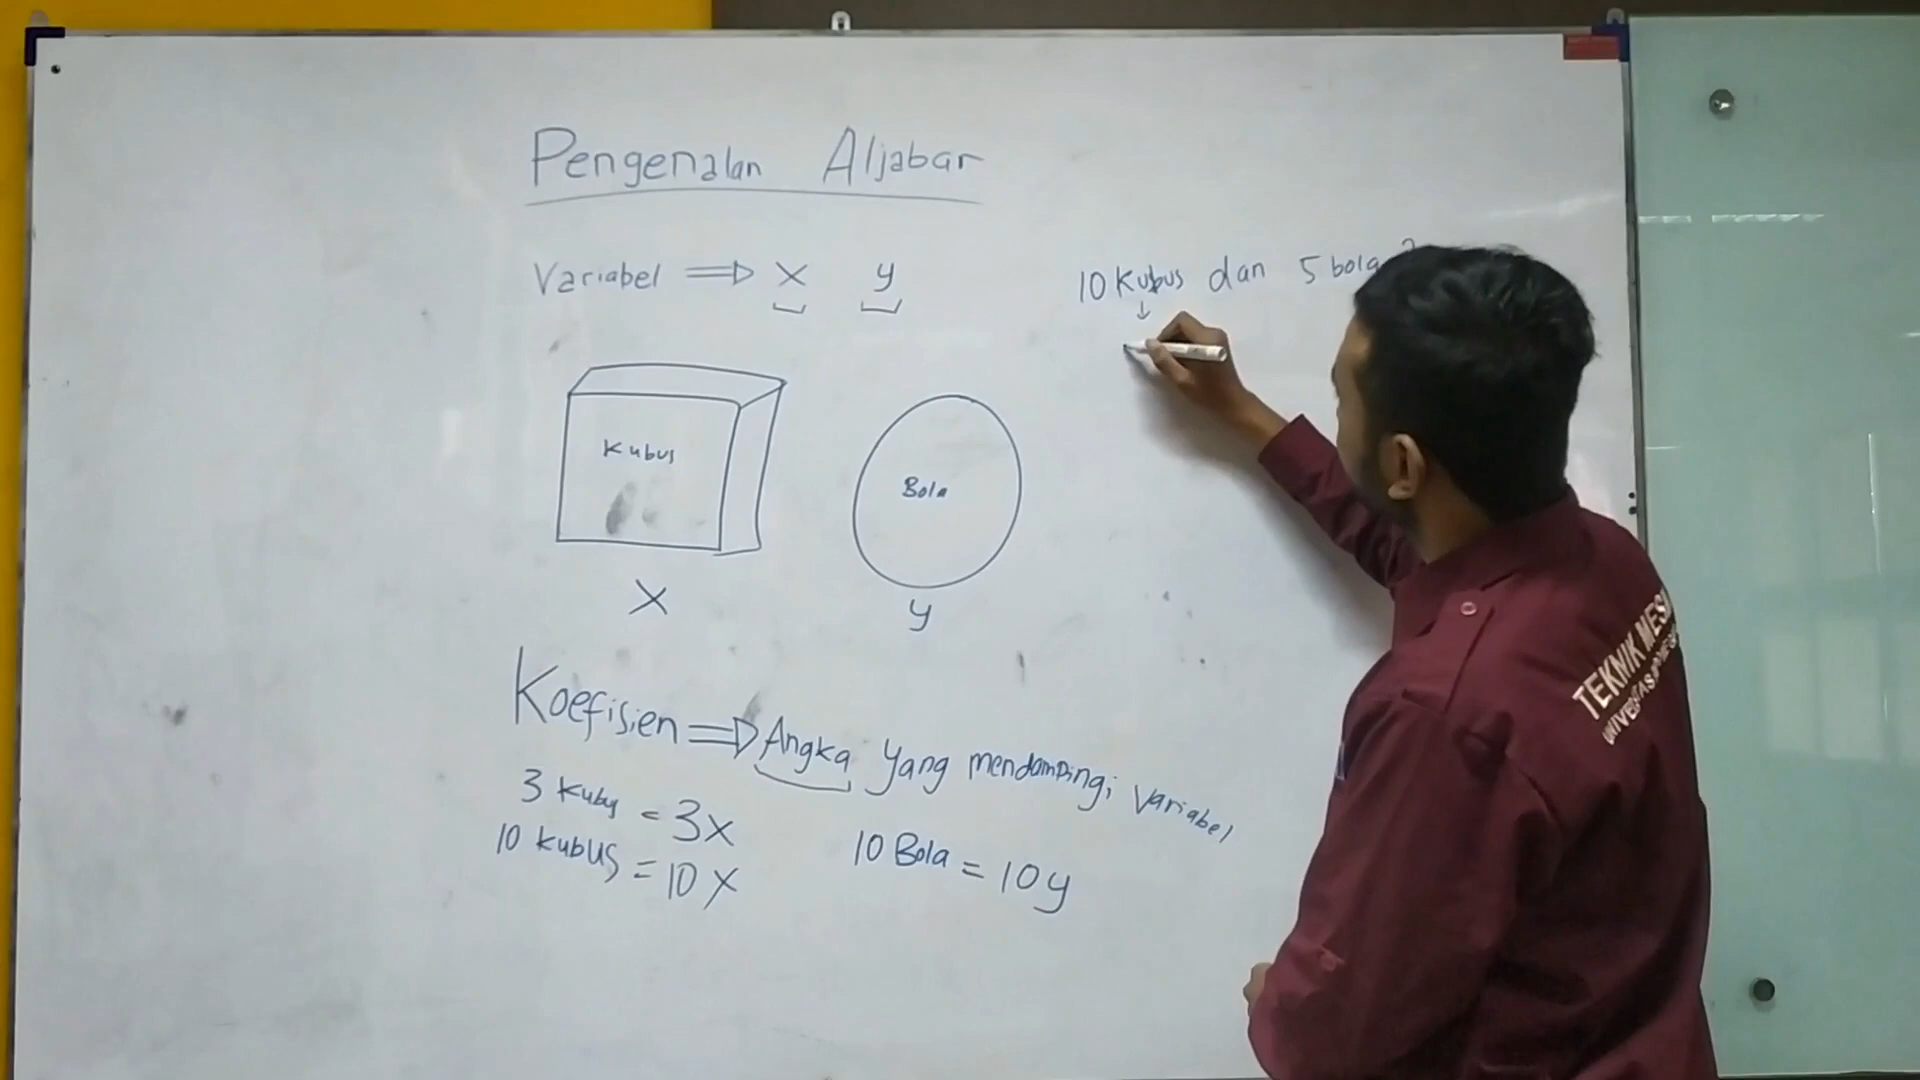 Pengenalan Aljabar
Variabel ⇒ x y
Kubus
Bola
x
y
Koefisien ⇒ Angka yang mendampingi variabel
3 kubus = 3x
10 kubus = 10x
10 Bola = 10y
10 Kubus dan 5 bola ?
↓
TEKNIK MESIN